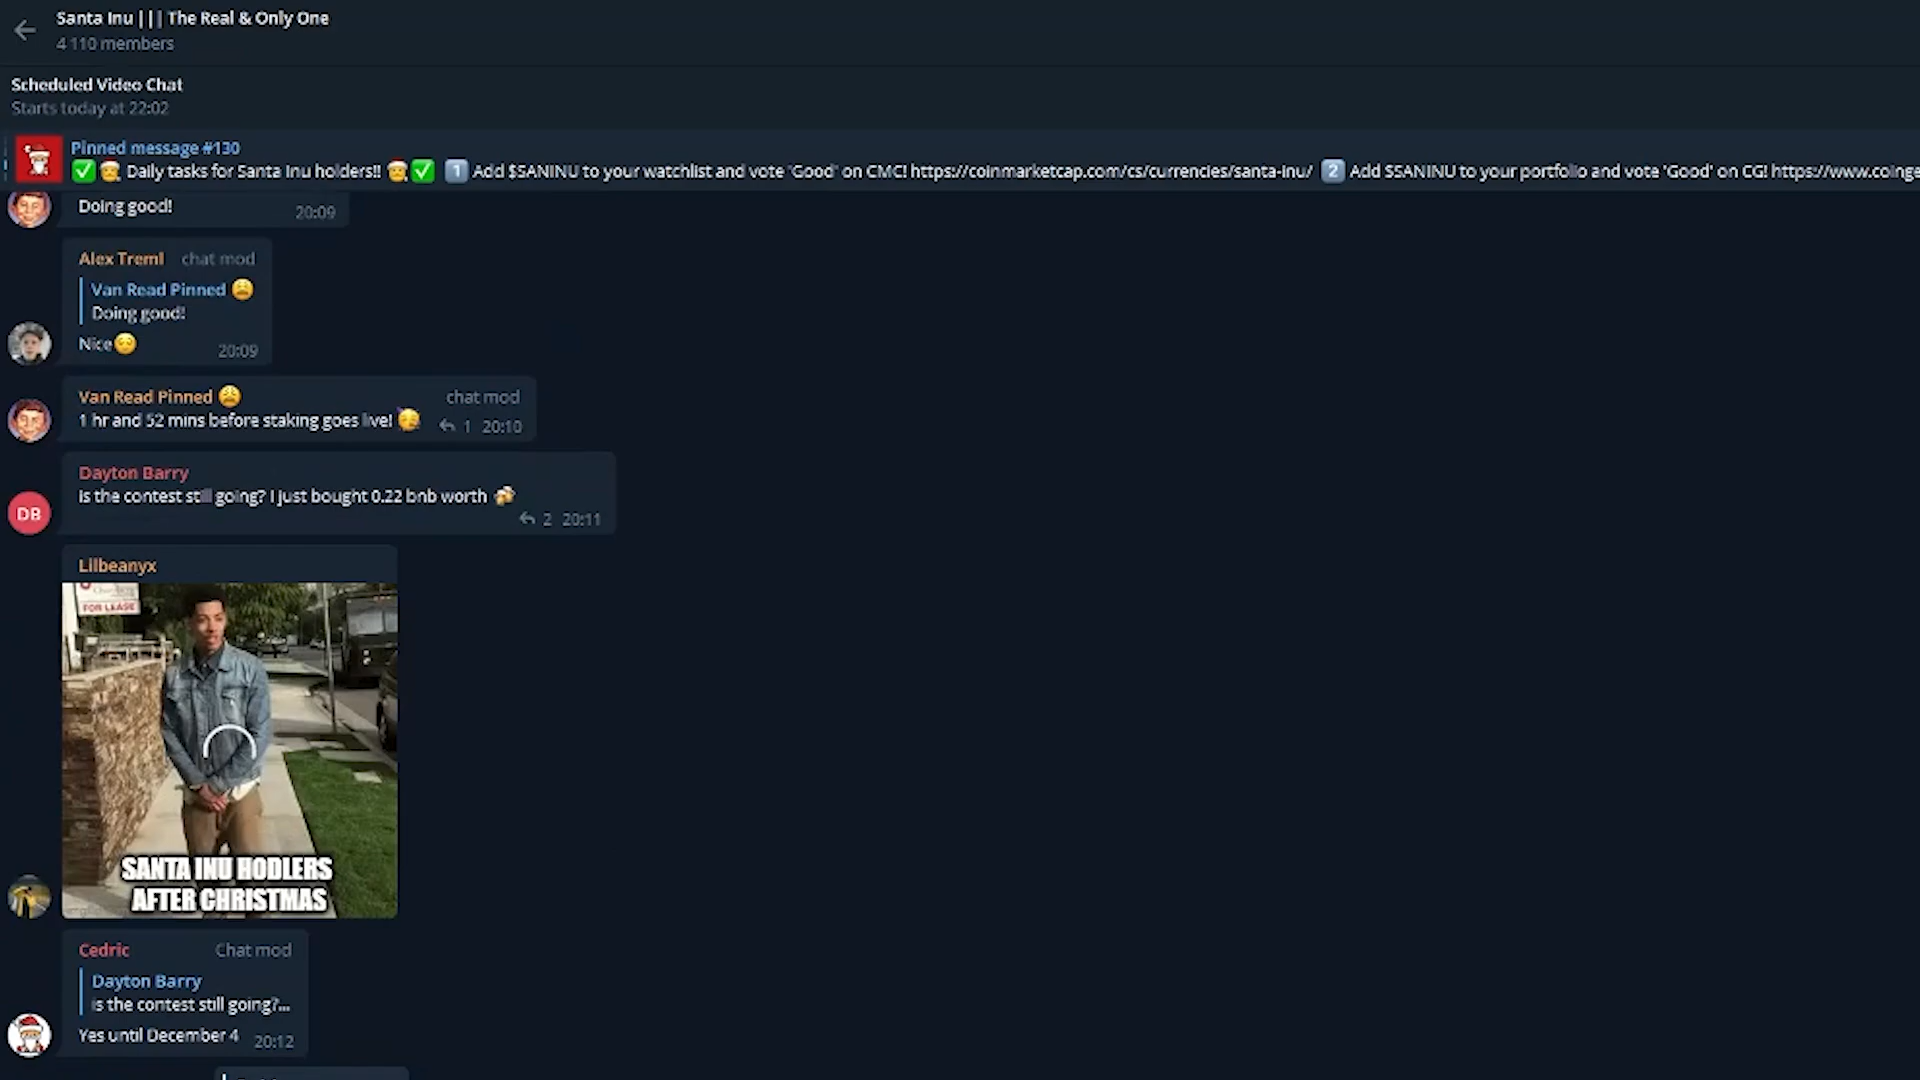 Santa Inu ||| The Real & Only One
4 110 members
Scheduled Video Chat
Starts today at 22:02
Pinned message #130
✅🎅 Daily tasks for Santa Inu holders!! 🎅✅ 1️⃣ Add $SANINU to your watchlist and vote 'Good' on CMC! https://coinmarketcap.com/cs/currencies/santa-inu/ 2️⃣ Add $SANINU to your portfolio and vote 'Good' on CG! https://www.coinge
Doing good!
20:09
Alex Treml chat mod
Van Read Pinned 😩
Doing good!
Nice😌
20:09
Van Read Pinned 😩 chat mod
1 hr and 52 mins before staking goes live! 🥳
1 20:10
Dayton Barry
is the contest still going? I just bought 0.22 bnb worth 🍻
2 20:11
DB
Lilbeanyx
FOR LEASE
SANTA INU HODLERS
AFTER CHRISTMAS
Cedric Chat mod
Dayton Barry
is the contest still going?...
Yes until December 4
20:12